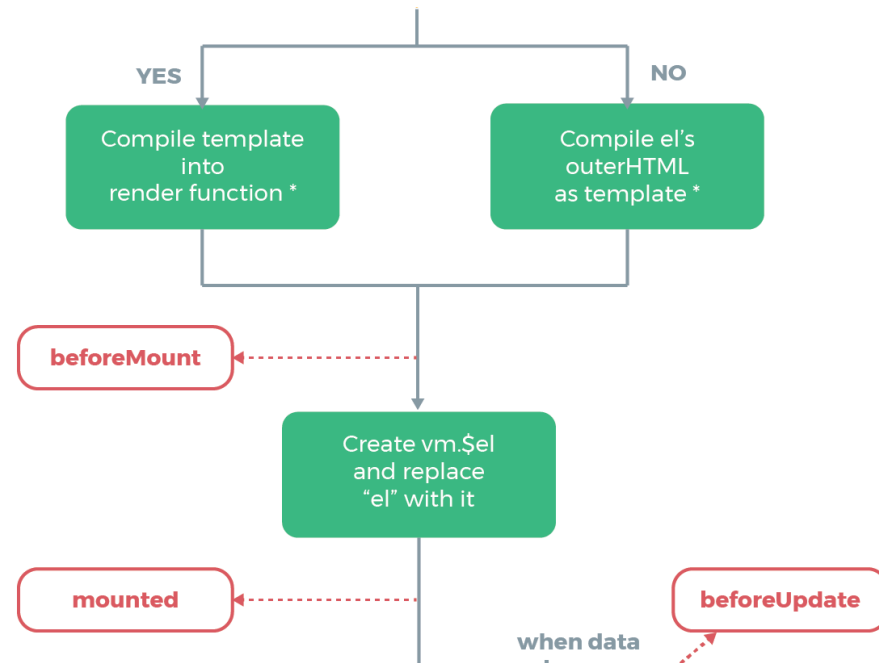 YES
NO
Compile template
into
render function *
Compile el’s
outerHTML
as template *
beforeMount
Create vm.$el
and replace
“el” with it
mounted
beforeUpdate
when data